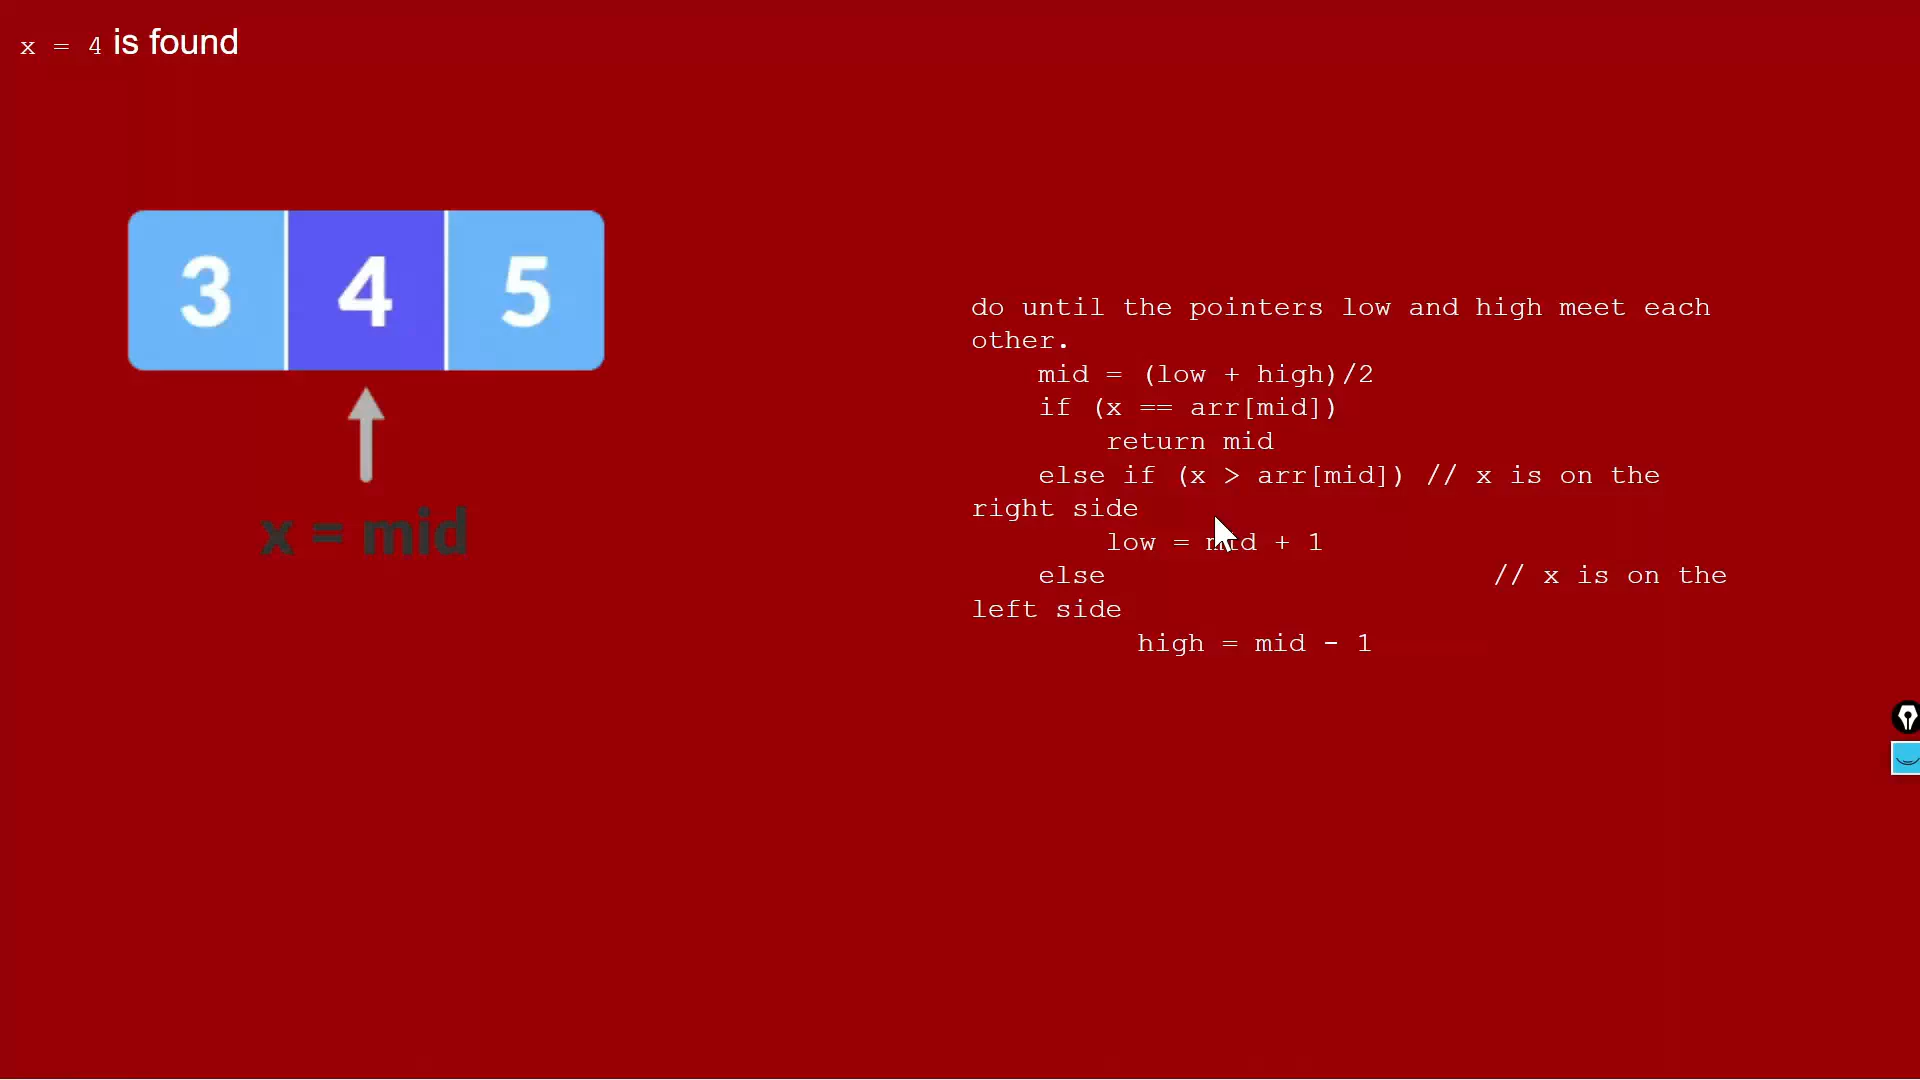 x = 4 is found
3 4 5
x = mid
do until the pointers low and high meet each
other.
mid = (low + high)/2
if (x == arr[mid])
return mid
else if (x > arr[mid]) // x is on the
right side
low = mid + 1
else // x is on the
left side
high = mid - 1